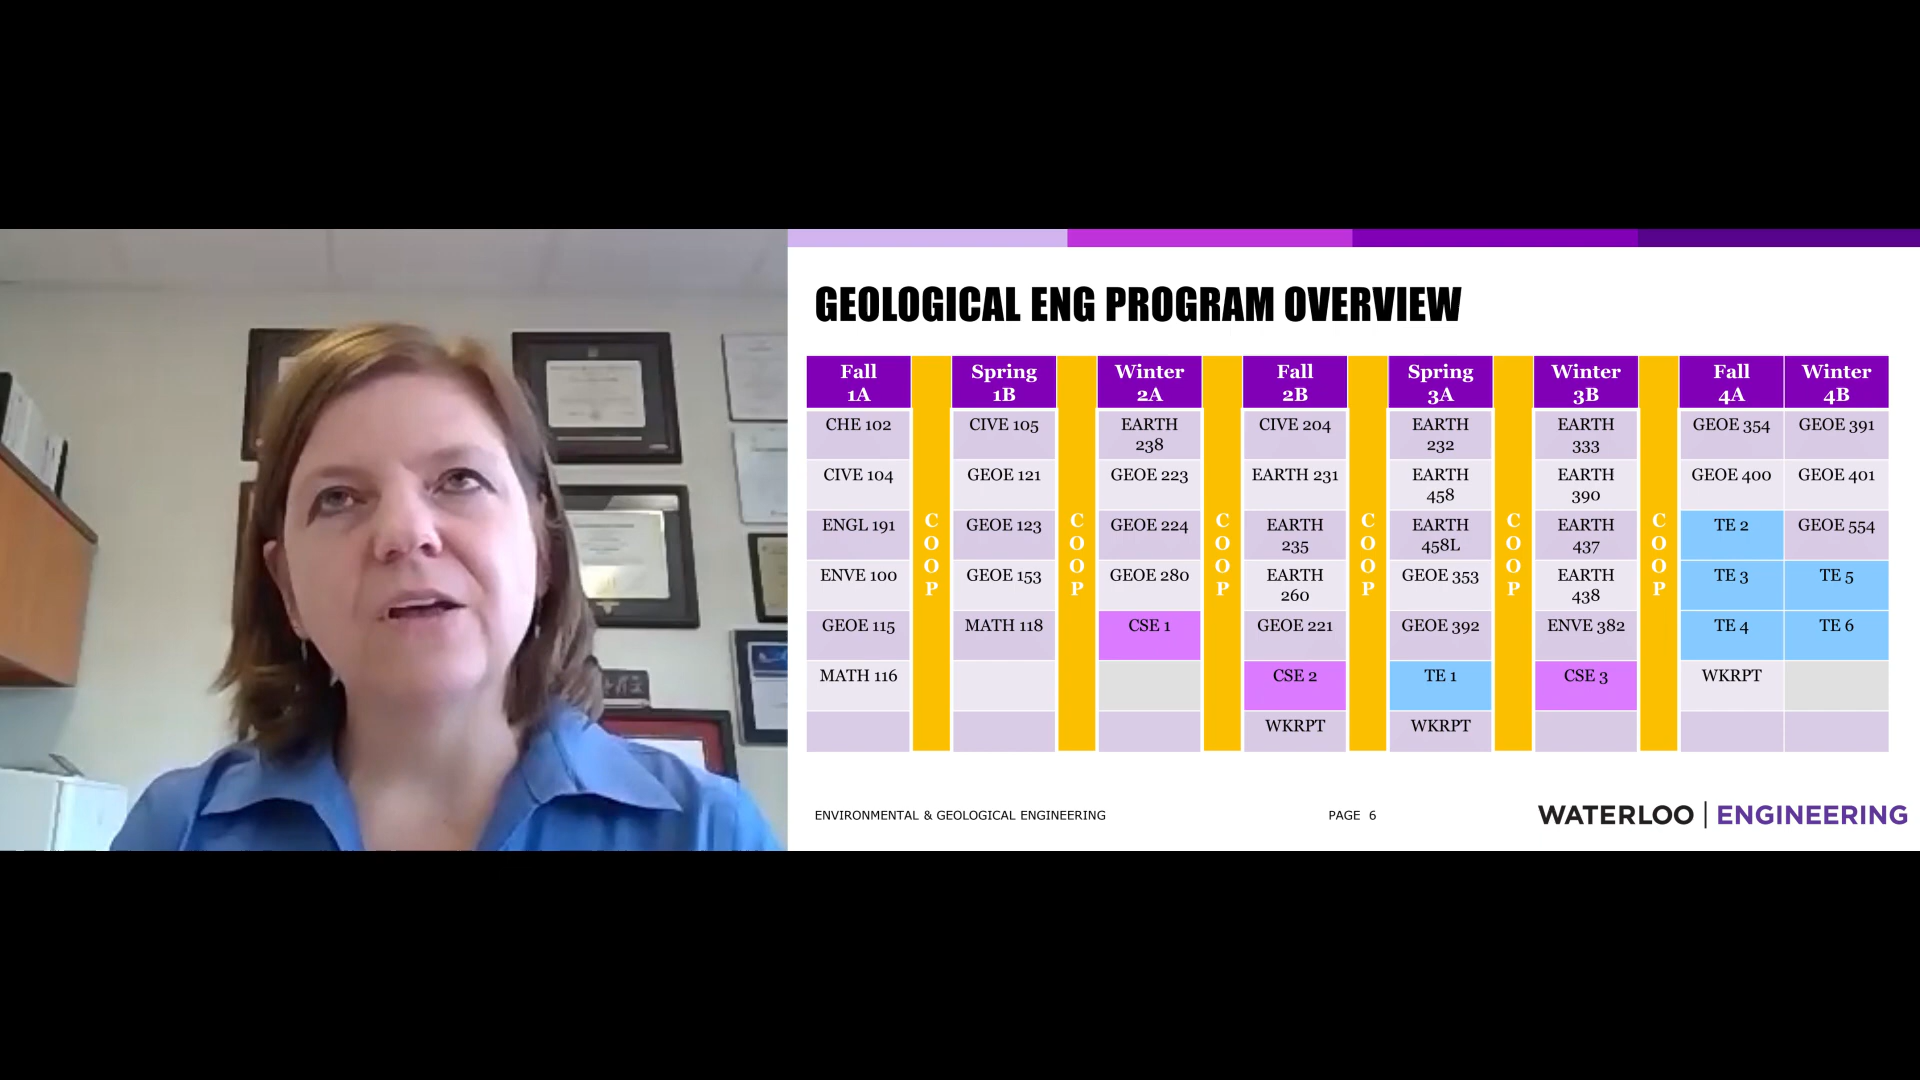 GEOLOGICAL ENG PROGRAM OVERVIEW
Fall Spring Winter Fall Spring Winter Fall Winter
1A 1B 2A 2B 3A 3B 4A 4B
CHE 102
CIVE 104
ENGL 191
ENVE 100
GEOE 115
MATH 116
C
O
O
P
CIVE 105
GEOE 121
GEOE 123
GEOE 153
MATH 118
C
O
O
P
EARTH
238
GEOE 223
GEOE 224
GEOE 280
CSE 1
C
O
O
P
CIVE 204
EARTH 231
EARTH
235
EARTH
260
GEOE 221
CSE 2
WKRPT
C
O
O
P
EARTH
232
EARTH
458
EARTH
458L
GEOE 353
GEOE 392
TE 1
WKRPT
C
O
O
P
EARTH
333
EARTH
390
EARTH
437
EARTH
438
ENVE 382
CSE 3
C
O
O
P
GEOE 354
GEOE 400
TE 2
TE 3
TE 4
WKRPT
GEOE 391
GEOE 401
GEOE 554
TE 5
TE 6
ENVIRONMENTAL & GEOLOGICAL ENGINEERING
PAGE 6
WATERLOO | ENGINEERING